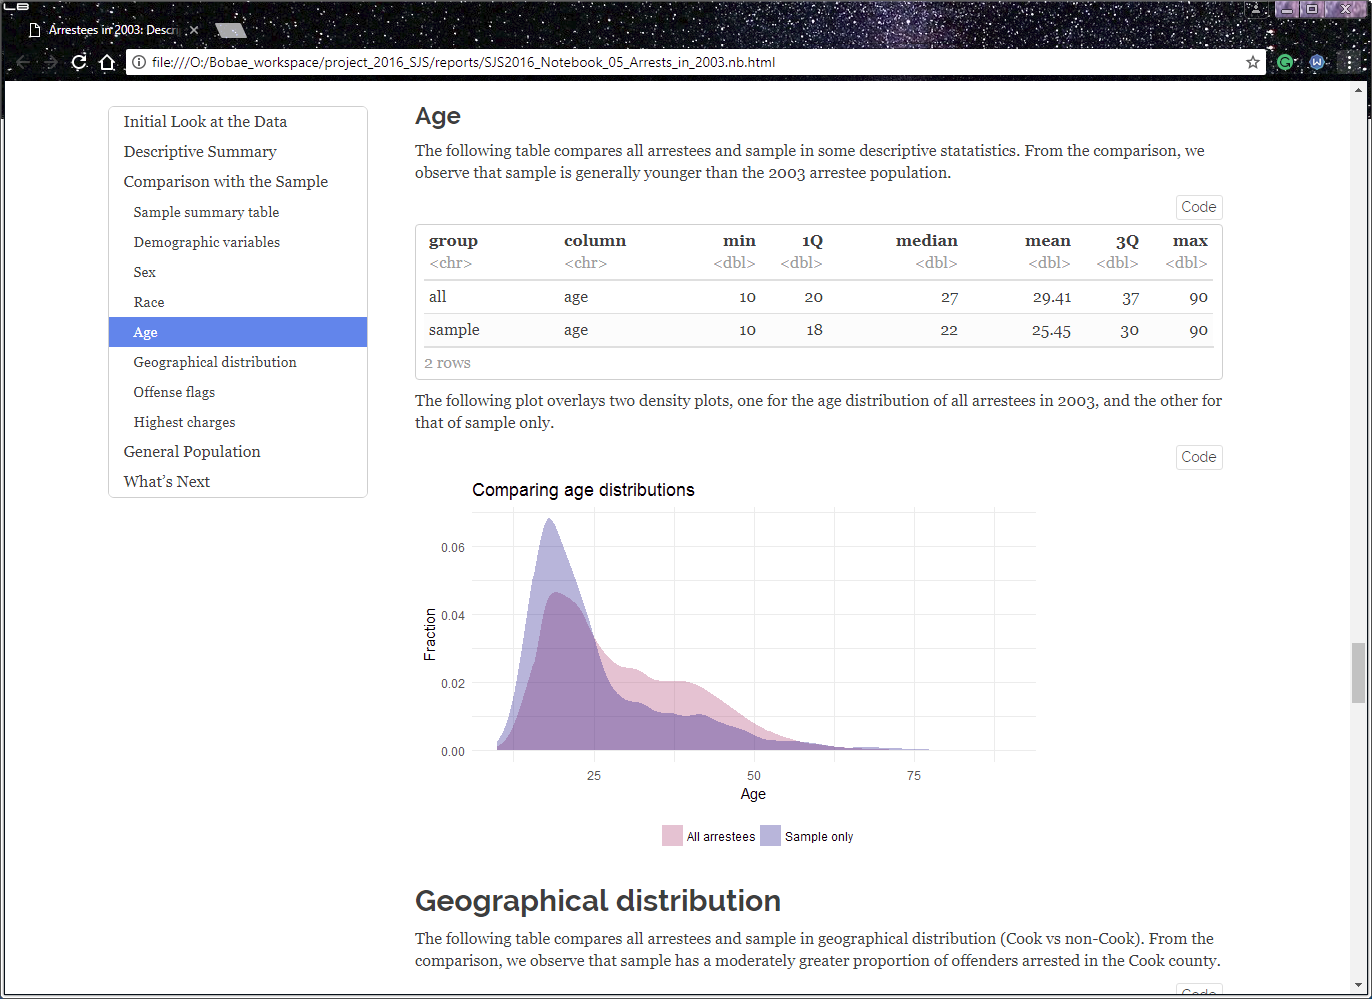 Arrestees in 2003: Descri
file:///O:/Bobae_workspace/project_2016_SJS/reports/SJS2016_Notebook_05_Arrests_in_2003.nb.html
Initial Look at the Data
Descriptive Summary
Comparison with the Sample
Sample summary table
Demographic variables
Sex
Race
Age
Geographical distribution
Offense flags
Highest charges
General Population
What's Next
Age
The following table compares all arrestees and sample in some descriptive statatistics. From the comparison, we
observe that sample is generally younger than the 2003 arrestee population.
Code
group column min 1Q median mean 3Q max
<chr> <chr> <dbl> <dbl> <dbl> <dbl> <dbl> <dbl>
all age 10 20 27 29.41 37 90
sample age 10 18 22 25.45 30 90
2 rows
The following plot overlays two density plots, one for the age distribution of all arrestees in 2003, and the other for
that of sample only.
Code
Comparing age distributions
0.06
0.04
0.02
0.00
Fraction
25 50 75
Age
All arrestees Sample only
Geographical distribution
The following table compares all arrestees and sample in geographical distribution (Cook vs non-Cook). From the
comparison, we observe that sample has a moderately greater proportion of offenders arrested in the Cook county.
Code